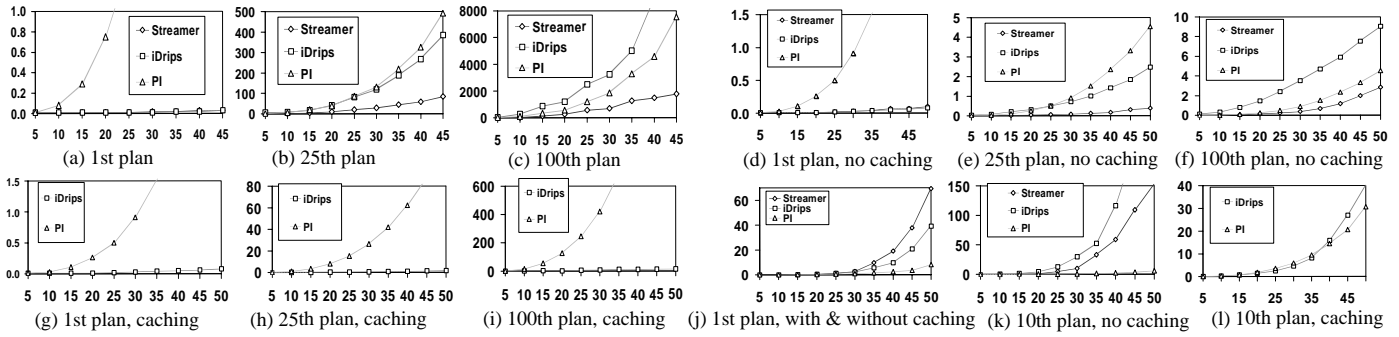 1.0
0.8
0.6
0.4
0.2
0.0
Streamer
iDrips
PI
5 10 15 20 25 30 35 40 45
(a) 1st plan
500
400
300
200
100
0
Streamer
iDrips
PI
5 10 15 20 25 30 35 40 45
(b) 25th plan
8000
6000
4000
2000
0
Streamer
iDrips
PI
5 10 15 20 25 30 35 40 45
(c) 100th plan
1.5
1.0
0.5
0.0
Streamer
iDrips
PI
5 15 25 35 45
(d) 1st plan, no caching
5
4
3
2
1
0
Streamer
iDrips
PI
5 10 15 20 25 30 35 40 45 50
(e) 25th plan, no caching
10
8
6
4
2
0
Streamer
iDrips
PI
5 10 15 20 25 30 35 40 45 50
(f) 100th plan, no caching
1.5
1.0
0.5
0.0
iDrips
PI
5 10 15 20 25 30 35 40 45 50
(g) 1st plan, caching
80
60
40
20
0
iDrips
PI
5 10 15 20 25 30 35 40 45 50
(h) 25th plan, caching
600
400
200
0
iDrips
PI
5 10 15 20 25 30 35 40 45 50
(i) 100th plan, caching
60
40
20
0
Streamer
iDrips
PI
5 10 15 20 25 30 35 40 45 50
(j) 1st plan, with & without caching
150
100
50
0
Streamer
iDrips
PI
5 10 15 20 25 30 35 40 45 50
(k) 10th plan, no caching
40
30
20
10
0
iDrips
PI
5 15 25 35 45
(l) 10th plan, caching